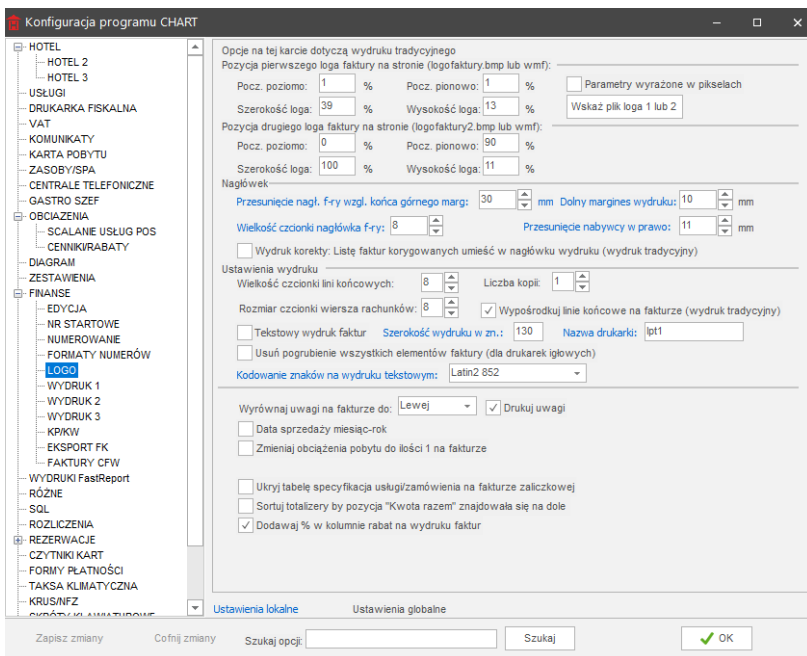 Konfiguracja programu CHART
HOTEL
HOTEL 2
HOTEL 3
USŁUGI
DRUKARKA FISKALNA
VAT
KOMUNIKATY
KARTA POBYTU
ZASOBY/SPA
CENTRALE TELEFONICZNE
GASTRO SZEF
OBCIAZENIA
SCALANIE USŁUG POS
CENNIKI/RABATY
DIAGRAM
ZESTAWIENIA
FINANSE
EDYCJA
NR STARTOWE
NUMEROWANIE
FORMATY NUMERÓW
LOGO
WYDRUK 1
WYDRUK 2
WYDRUK 3
KP/KW
EKSPORT FK
FAKTURY CFW
WYDRUKI FastReport
RÓŻNE
SQL
ROZLICZENIA
REZERWACJE
CZYTNIKI KART
FORMY PŁATNOŚCI
TAKSA KLIMATYCZNA
KRUS/NFZ
SKRÓTY KLAWIATUROWE
Opcje na tej karcie dotyczą wydruku tradycyjnego
Pozycja pierwszego loga faktury na stronie (logofaktury.bmp lub wmf):
Pocz. poziomo: 1 % Pocz. pionowo: 1 % Parametry wyrażone w pikselach
Szerokość loga: 39 % Wysokość loga: 13 % Wskaż plik loga 1 lub 2
Pozycja drugiego loga faktury na stronie (logofaktury2.bmp lub wmf):
Pocz. poziomo: 0 % Pocz. pionowo: 90 %
Szerokość loga: 100 % Wysokość loga: 11 %
Nagłówek
Przesunięcie nagł. f-ry wzgl. końca górnego marg: 30 mm Dolny margines wydruku: 10 mm
Wielkość czcionki nagłówka f-ry: 8 Przesunięcie nabywcy w prawo: 11 mm
Wydruk korekty: Listę faktur korygowanych umieść w nagłówku wydruku (wydruk tradycyjny)
Ustawienia wydruku
Wielkość czcionki lini końcowych: 8 Liczba kopii: 1
Rozmiar czcionki wiersza rachunków: 8 Wypośrodkuj linie końcowe na fakturze (wydruk tradycyjny)
Tekstowy wydruk faktur Szerokość wydruku w zn.: 130 Nazwa drukarki: lpt1
Usuń pogrubienie wszystkich elementów faktury (dla drukarek igłowych)
Kodowanie znaków na wydruku tekstowym: Latin2 852
Wyrównaj uwagi na fakturze do: Lewej Drukuj uwagi
Data sprzedaży miesiąc-rok
Zmieniaj obciążenia pobytu do ilości 1 na fakturze
Ukryj tabelę specyfikacja usługi/zamówienia na fakturze zaliczkowej
Sortuj totalizery by pozycja "Kwota razem" znajdowała się na dole
Dodawaj % w kolumnie rabat na wydruku faktur
Ustawienia lokalne Ustawienia globalne
Zapisz zmiany Cofnij zmiany Szukaj opcji: Szukaj OK